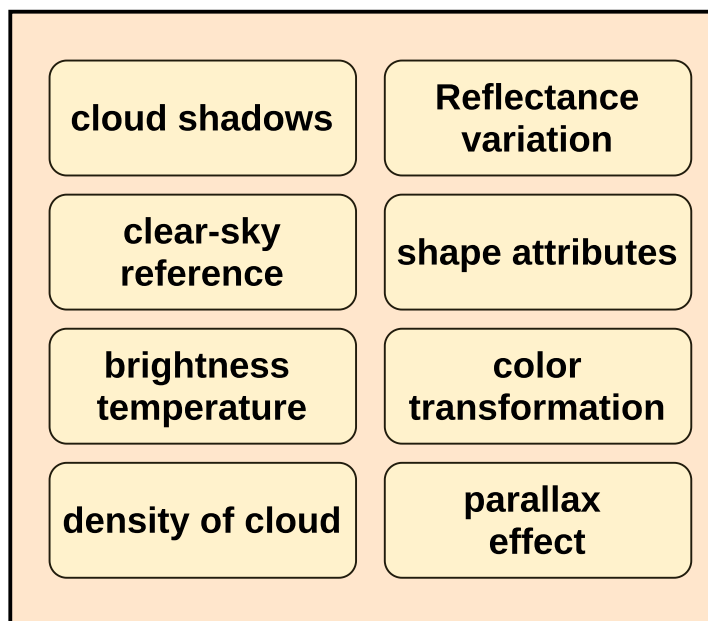 cloud shadows
Reflectance
variation
clear-sky
reference
shape attributes
brightness
temperature
color
transformation
density of cloud
parallax
effect